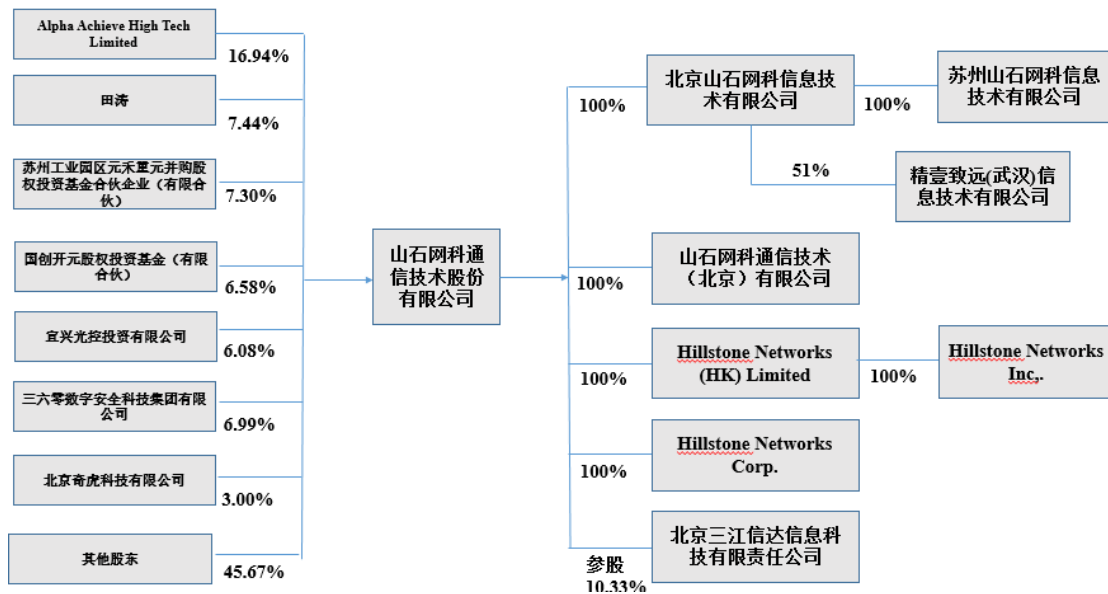 Alpha Achieve High Tech
Limited
16.94%
田涛
7.44%
苏州工业园区元禾重元并购股
权投资基金合伙企业（有限合
伙）
7.30%
国创开元股权投资基金（有限
合伙）
6.58%
宜兴光控投资有限公司
6.08%
三六零数字安全科技集团有限
公司
6.99%
北京奇虎科技有限公司
3.00%
其他股东
45.67%
山石网科通
信技术股份
有限公司
100%
北京山石网科信息技
术有限公司
100%
苏州山石网科信息
技术有限公司
51%
精壹致远(武汉)信
息技术有限公司
100%
山石网科通信技术
（北京）有限公司
100%
Hillstone Networks
(HK) Limited
100%
Hillstone Networks
Inc,.
100%
Hillstone Networks
Corp.
参股
10.33%
北京三江信达信息科
技有限责任公司